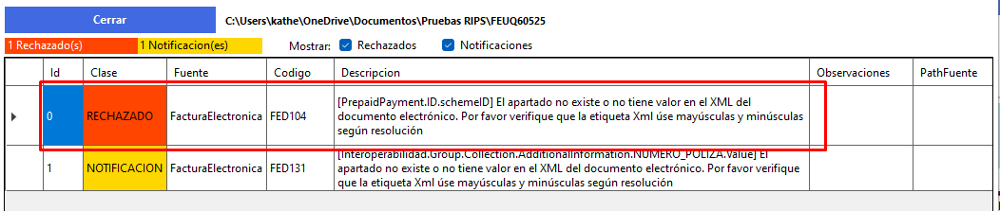 Cerrar
C:\Users\kathe\OneDrive\Documentos\Pruebas RIPS\FEUQ60525
1 Rechazado(s)
1 Notificacion(es)
Mostrar:
Rechazados
Notificaciones
Id Clase Fuente Codigo Descripcion Observaciones PathFuente
0 RECHAZADO FacturaElectronica FED104
[PrepaidPayment.ID.schemeID] El apartado no existe o no tiene valor en el XML del
documento electrónico. Por favor verifique que la etiqueta Xml úse mayúsculas y minúsculas
según resolución
1 NOTIFICACION FacturaElectronica FED131
[Interoperabilidad.Group.Collection.AdditionalInformation.NUMERO_POLIZA.Value] El
apartado no existe o no tiene valor en el XML del documento electrónico. Por favor verifique
que la etiqueta Xml úse mayúsculas y minúsculas según resolución